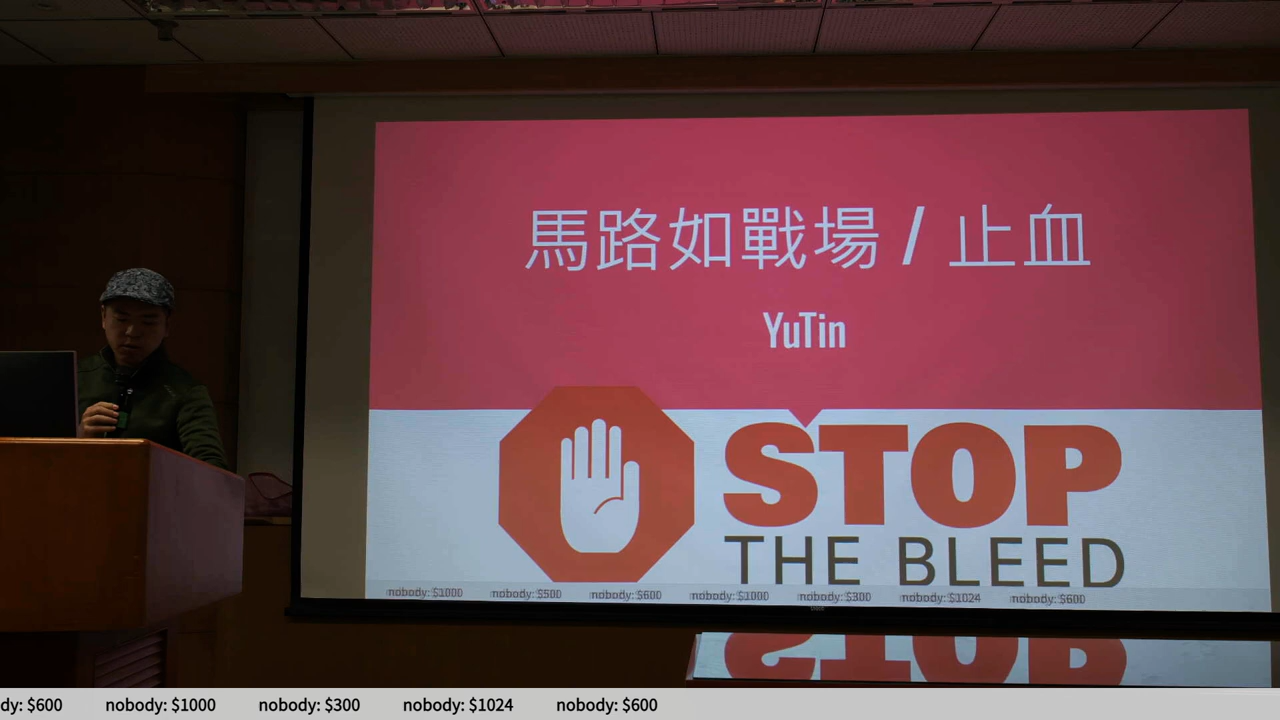 馬路如戰場 / 止血
YuTin
STOP
THE BLEED
nobody: $1000 nobody: $500 nobody: $600 nobody: $1000 nobody: $300 nobody: $1024 nobody: $600
STOP
dy: $600 nobody: $1000 nobody: $300 nobody: $1024 nobody: $600